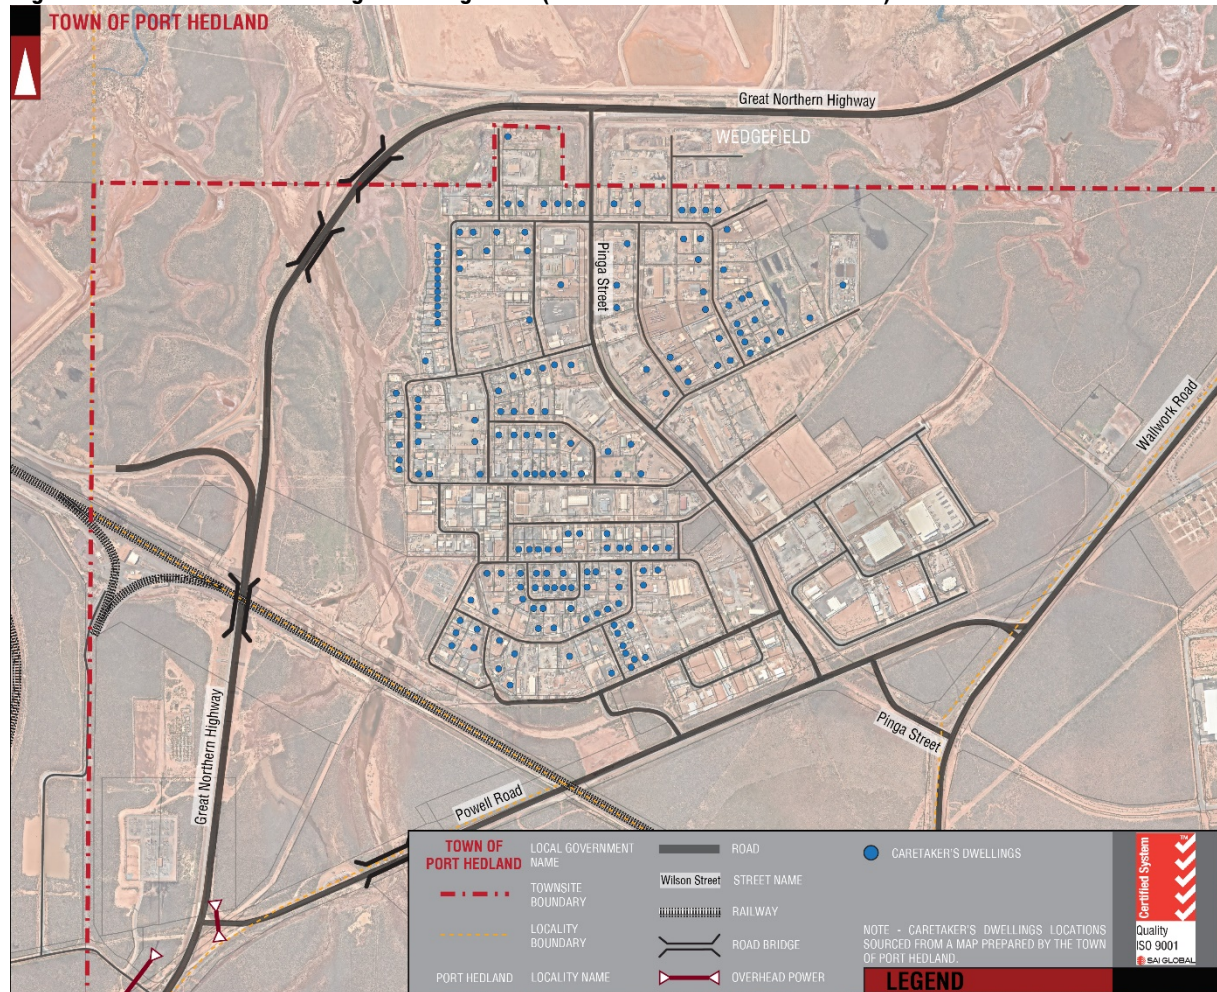 TOWN OF PORT HEDLAND
Great Northern Highway
WEDGEFIELD
Pinga Street
Wallwork Road
Great Northern Highway
Pinga Street
Powell Road
TOWN OF
PORT HEDLAND
LOCAL GOVERNMENT
NAME
TOWNSITE
BOUNDARY
LOCALITY
BOUNDARY
PORT HEDLAND
LOCALITY NAME
ROAD
Wilson Street
STREET NAME
RAILWAY
ROAD BRIDGE
OVERHEAD POWER
CARETAKER'S DWELLINGS
NOTE - CARETAKER'S DWELLINGS LOCATIONS
SOURCED FROM A MAP PREPARED BY THE TOWN
OF PORT HEDLAND.
LEGEND
Certified System
TM
Quality
ISO 9001
SAI GLOBAL